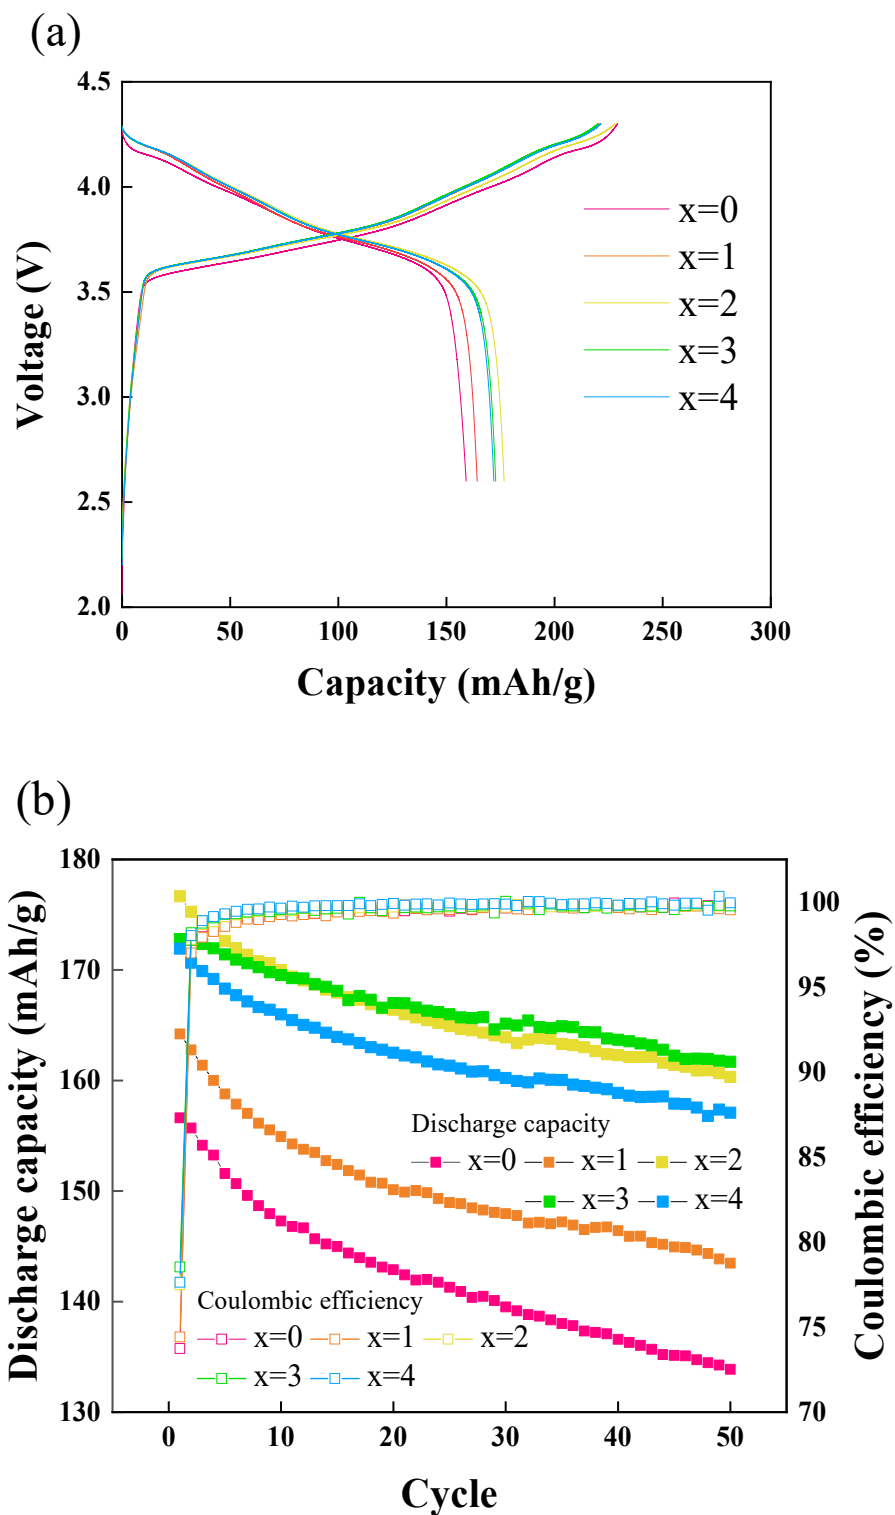 (a)
4.5
4.0
3.5
3.0
2.5
2.0
Voltage (V)
x=0
x=1
x=2
x=3
x=4
0 50 100 150 200 250 300
Capacity (mAh/g)
(b)
180
170
160
150
140
130
Discharge capacity (mAh/g)
100
95
90
85
80
75
70
Coulombic efficiency (%)
Discharge capacity
x=0 x=1 x=2
x=3 x=4
Coulombic efficiency
x=0 x=1 x=2
x=3 x=4
0 10 20 30 40 50
Cycle